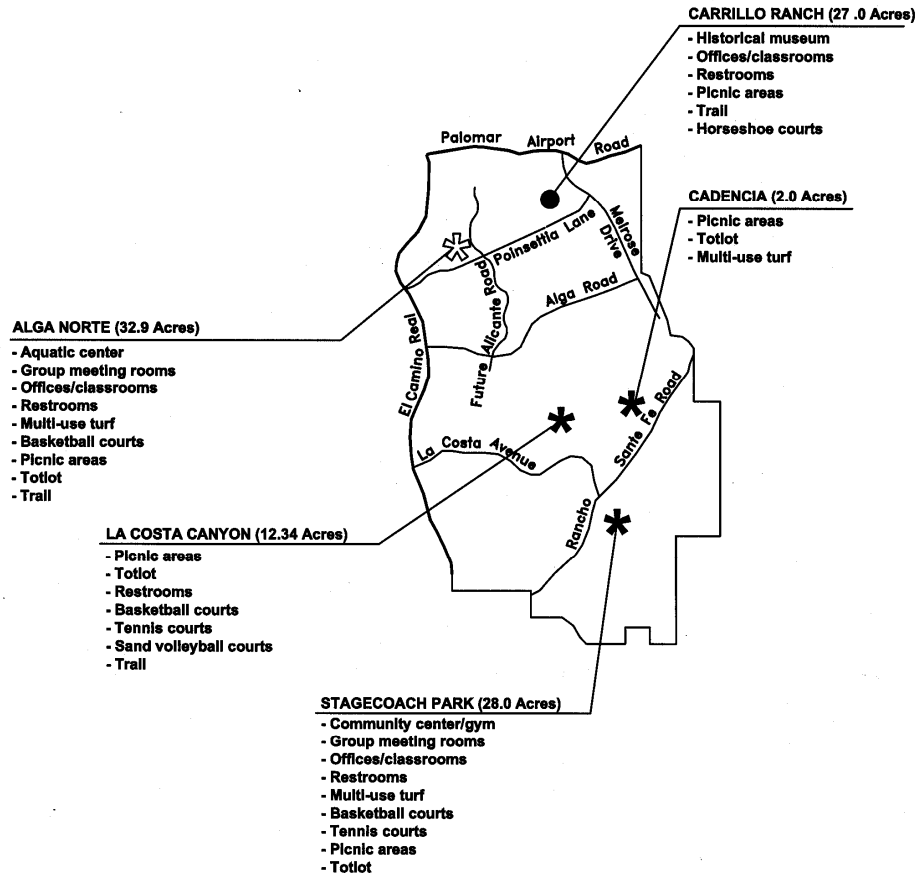 CARRILLO RANCH (27 .0 Acres)
- Historical museum
- Offices/classrooms
- Restrooms
- Picnic areas
- Trail
- Horseshoe courts
Palomar Airport Road
CADENCIA (2.0 Acres)
- Picnic areas
- Totlot
- Multi-use turf
Melrose Drive
Poinsettia Lane
Alga Road
Future Alicante Road
El Camino Real
ALGA NORTE (32.9 Acres)
- Aquatic center
- Group meeting rooms
- Offices/classrooms
- Restrooms
- Multi-use turf
- Basketball courts
- Picnic areas
- Totlot
- Trail
La Costa Avenue
Rancho Sante Fe Road
LA COSTA CANYON (12.34 Acres)
- Picnic areas
- Totlot
- Restrooms
- Basketball courts
- Tennis courts
- Sand volleyball courts
- Trail
STAGECOACH PARK (28.0 Acres)
- Community center/gym
- Group meeting rooms
- Offices/classrooms
- Restrooms
- Multi-use turf
- Basketball courts
- Tennis courts
- Picnic areas
- Totlot